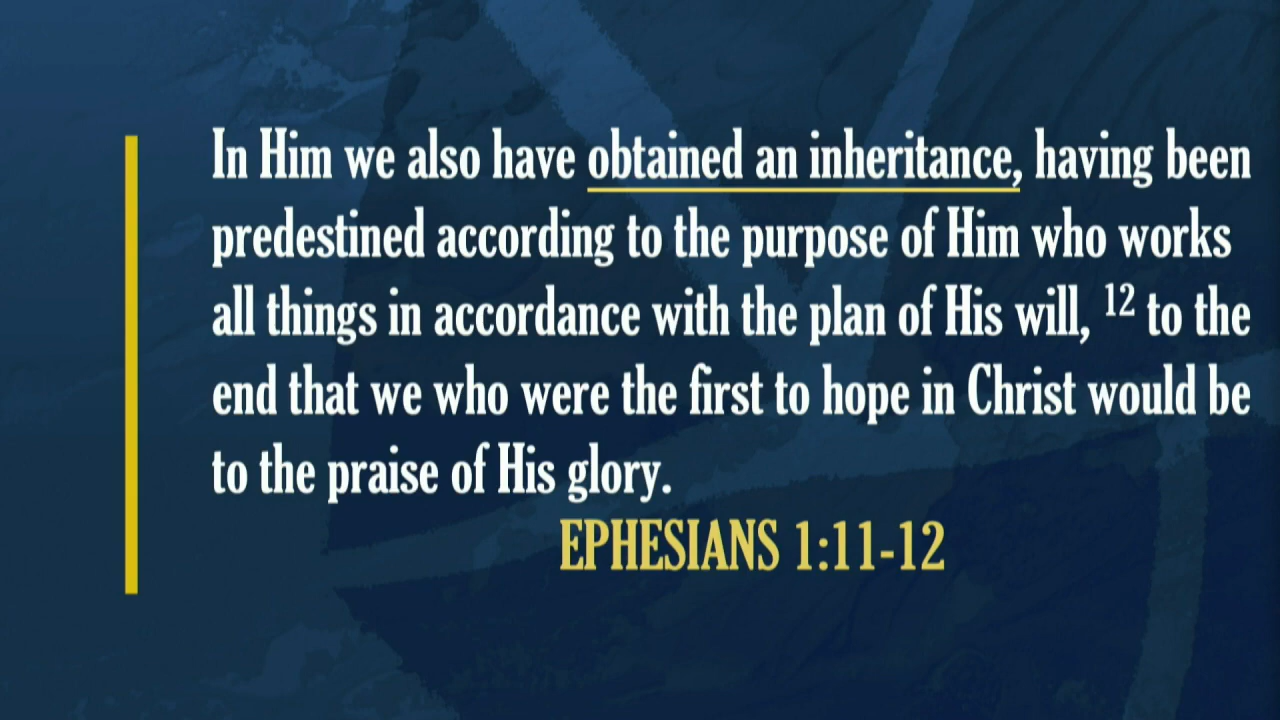 In Him we also have obtained an inheritance, having been
predestined according to the purpose of Him who works
all things in accordance with the plan of His will, 12 to the
end that we who were the first to hope in Christ would be
to the praise of His glory.
EPHESIANS 1:11-12